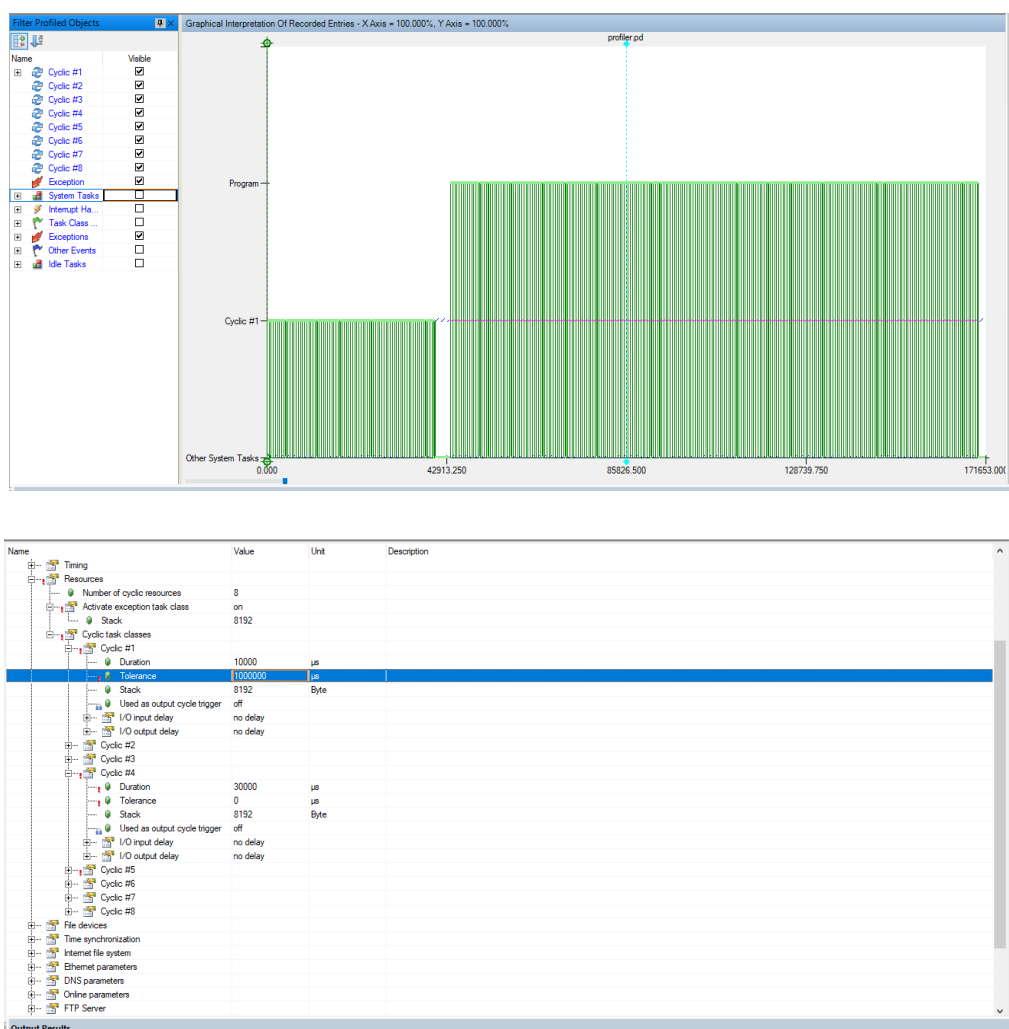 Filter Profiled Objects
Graphical Interpretation Of Recorded Entries - X Axis = 100.000%, Y Axis = 100.000%
profiler.pd
Name Visible
Cyclic #1
Cyclic #2
Cyclic #3
Cyclic #4
Cyclic #5
Cyclic #6
Cyclic #7
Cyclic #8
Exception
System Tasks
Interrupt Ha...
Task Class ...
Exceptions
Other Events
Idle Tasks
Program
Cyclic #1
Other System Tasks
0.000 42913.250 85826.500 128739.750 171653.000
Name Value Unit Description
Timing
Resources
Number of cyclic resources 8
Activate exception task class on
Stack 8192
Cyclic task classes
Cyclic #1
Duration 10000 µs
Tolerance 1000000 µs
Stack 8192 Byte
Used as output cycle trigger off
I/O input delay no delay
I/O output delay no delay
Cyclic #2
Cyclic #3
Cyclic #4
Duration 30000 µs
Tolerance 0 µs
Stack 8192 Byte
Used as output cycle trigger off
I/O input delay no delay
I/O output delay no delay
Cyclic #5
Cyclic #6
Cyclic #7
Cyclic #8
File devices
Time synchronization
Internet file system
Ethernet parameters
DNS parameters
Online parameters
FTP Server
Output Results